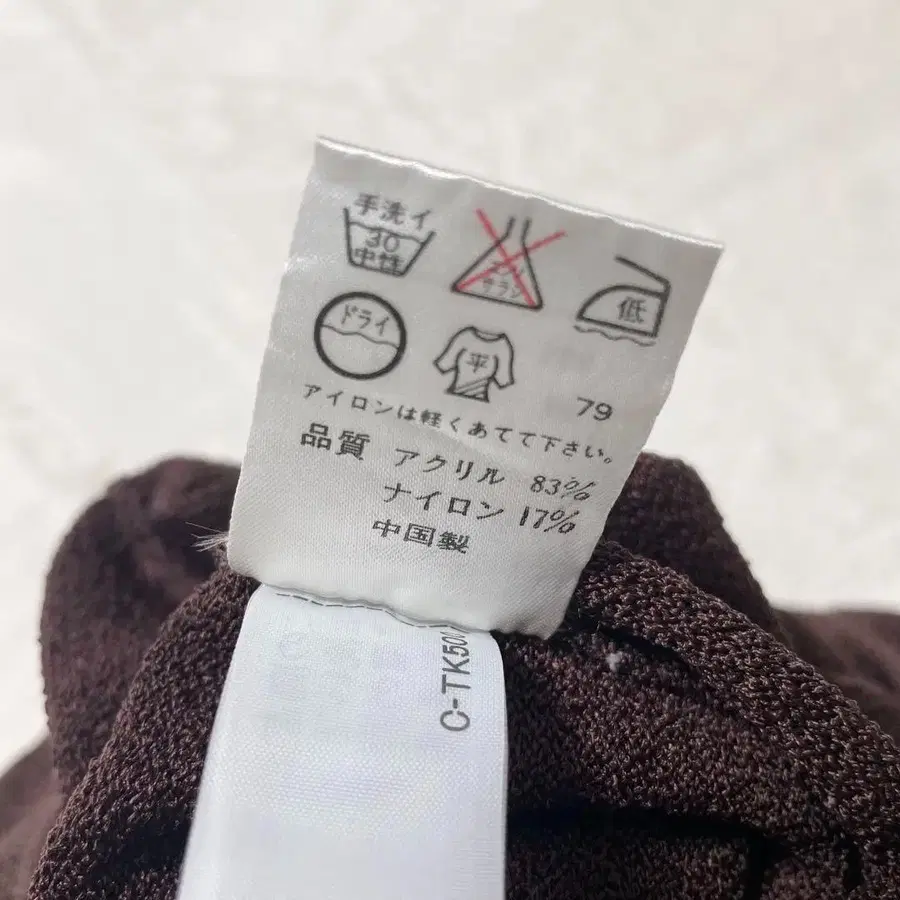 手洗イ
30
中性
エンソ
サラシ
低
ドライ
平
79
アイロンは軽くあてて下さい。
品質 アクリル 83%
ナイロン 17%
中国製
C-TK500